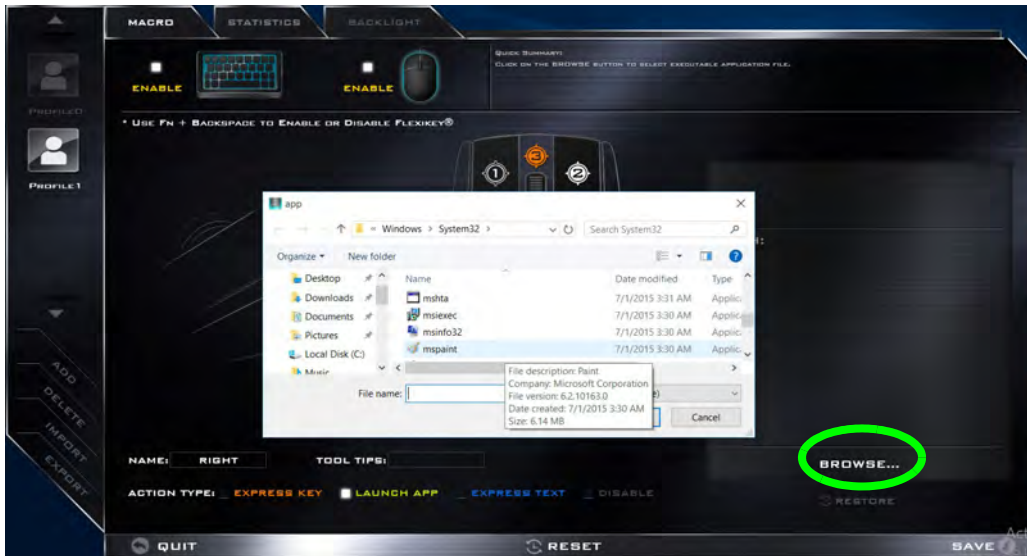 MACRO STATISTICS BACKLIGHT
QUICK SUMMARY:
CLICK ON THE BROWSE BUTTON TO SELECT EXECUTABLE APPLICATION FILE.
ENABLE ENABLE
* USE FN + BACKSPACE TO ENABLE OR DISABLE FLEXIKEY®
PROFILE0
PROFILE 1
1 3 2
app
« Windows > System32 > Search System32
Organize New folder
Desktop Name Date modified Type
Downloads mshta 7/1/2015 3:31 AM Applic
Documents msiexec 7/1/2015 3:30 AM Applic
Pictures msinfo32 7/1/2015 3:30 AM Applic
Local Disk (C:) mspaint 7/1/2015 3:30 AM Applic
Music
File name:
File description: Paint
Company: Microsoft Corporation
File version: 6.2.10163.0
Date created: 7/1/2015 3:30 AM
Size: 6.14 MB
Cancel
ADD
DELETE
IMPORT
EXPORT
NAME: RIGHT TOOL TIPS:
BROWSE...
ACTION TYPE: EXPRESS KEY LAUNCH APP EXPRESS TEXT DISABLE
RESTORE
QUIT RESET SAVE